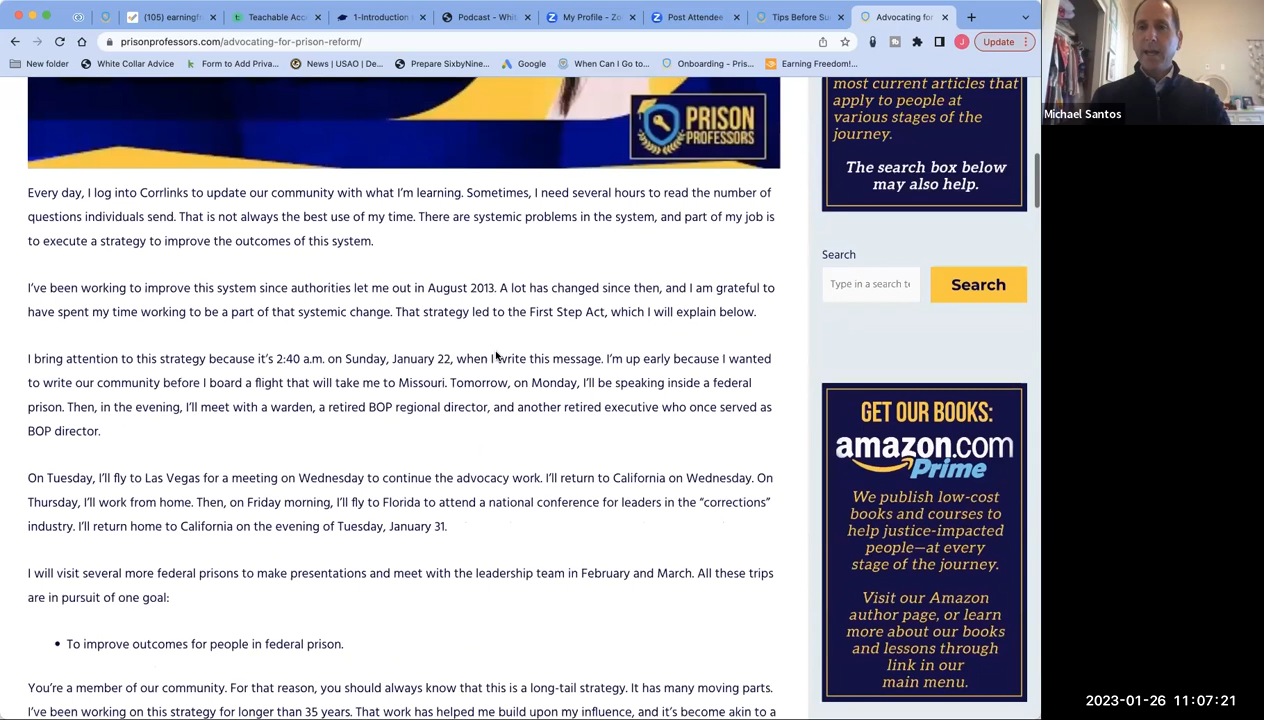 (105) earningfr
Teachable Acc
1-Introduction
Podcast - Whi
My Profile - Zo
Post Attendee
Tips Before Su
Advocating for
prisonprofessors.com/advocating-for-prison-reform/
Update
New folder
White Collar Advice
Form to Add Priva...
News | USAO | De...
Prepare SixbyNine...
Google
When Can I Go to...
Onboarding - Pris...
Earning Freedom!...
PRISON
PROFESSORS
Every day, I log into Corrlinks to update our community with what I'm learning. Sometimes, I need several hours to read the number of
questions individuals send. That is not always the best use of my time. There are systemic problems in the system, and part of my job is
to execute a strategy to improve the outcomes of this system.
I've been working to improve this system since authorities let me out in August 2013. A lot has changed since then, and I am grateful to
have spent my time working to be a part of that systemic change. That strategy led to the First Step Act, which I will explain below.
I bring attention to this strategy because it's 2:40 a.m. on Sunday, January 22, when I write this message. I'm up early because I wanted
to write our community before I board a flight that will take me to Missouri. Tomorrow, on Monday, I'll be speaking inside a federal
prison. Then, in the evening, I'll meet with a warden, a retired BOP regional director, and another retired executive who once served as
BOP director.
On Tuesday, I'll fly to Las Vegas for a meeting on Wednesday to continue the advocacy work. I'll return to California on Wednesday. On
Thursday, I'll work from home. Then, on Friday morning, I'll fly to Florida to attend a national conference for leaders in the “corrections”
industry. I'll return home to California on the evening of Tuesday, January 31.
I will visit several more federal prisons to make presentations and meet with the leadership team in February and March. All these trips
are in pursuit of one goal:
• To improve outcomes for people in federal prison.
You're a member of our community. For that reason, you should always know that this is a long-tail strategy. It has many moving parts.
I've been working on this strategy for longer than 35 years. That work has helped me build upon my influence, and it's become akin to a
most current articles that
apply to people at
various stages of the
journey.
The search box below
may also help.
Search
Type in a search te
Search
GET OUR BOOKS:
amazon.com
Prime
We publish low-cost
books and courses to
help justice-impacted
people—at every
stage of the journey.
Visit our Amazon
author page, or learn
more about our books
and lessons through
link in our
main menu.
Michael Santos
2023-01-26 11:07:21